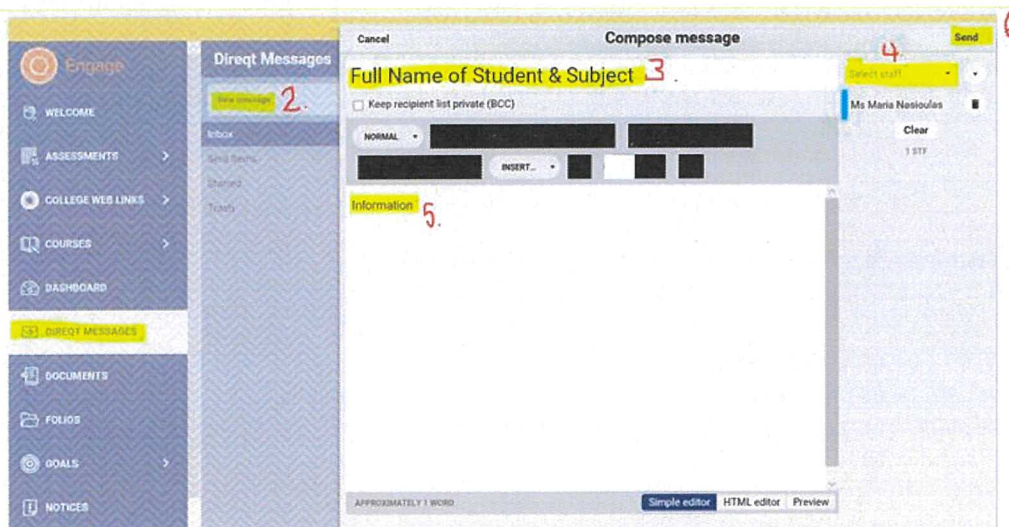 Engage
WELCOME
ASSESSMENTS
COLLEGE WEB LINKS
COURSES
DASHBOARD
DIREQT MESSAGES
DOCUMENTS
FOLIOS
GOALS
NOTICES
Direqt Messages
New message 2.
Inbox
Send Items
Starred
Trash
Cancel
Compose message
Send
Full Name of Student & Subject 3.
Keep recipient list private (BCC)
NORMAL
INSERT...
Information 5.
APPROXIMATELY 1 WORD
Simple editor HTML editor Preview
4.
Select staff
Ms Maria Nasioulas
Clear
1 STF